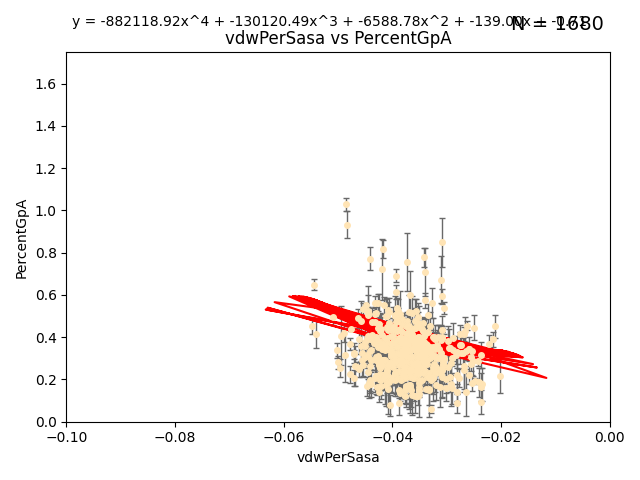 y = -882118.92x^4 + -130120.49x^3 + -6588.78x^2 + -139.00x + -0.61
N = 1680
vdwPerSasa vs PercentGpA
PercentGpA
1.6
1.4
1.2
1.0
0.8
0.6
0.4
0.2
0.0
−0.10 −0.08 −0.06 −0.04 −0.02 0.00
vdwPerSasa